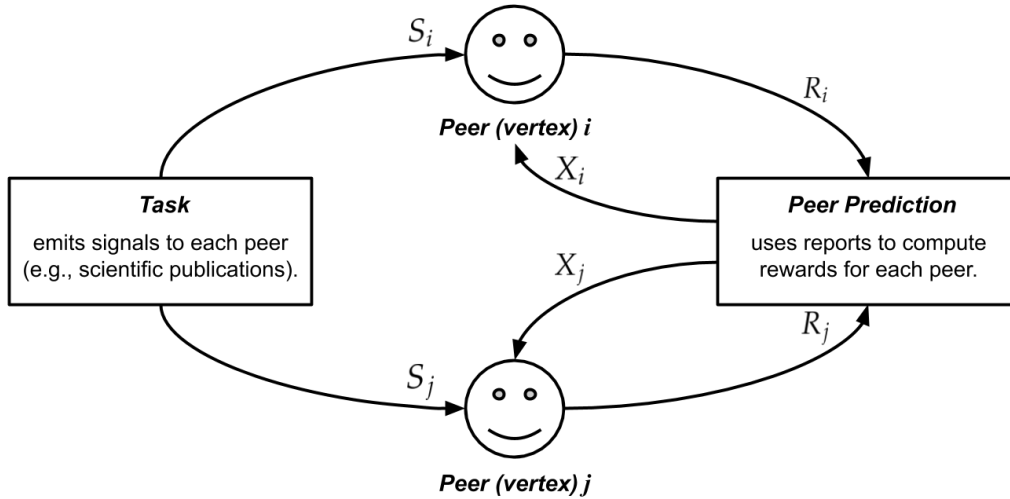 S_i
Peer (vertex) i
R_i
X_i
Task
emits signals to each peer
(e.g., scientific publications).
Peer Prediction
uses reports to compute
rewards for each peer.
X_j
R_j
S_j
Peer (vertex) j